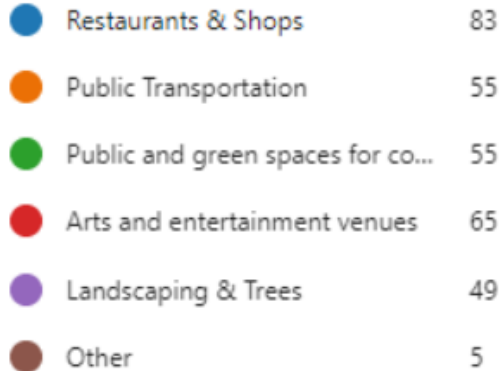 Restaurants & Shops 83
Public Transportation 55
Public and green spaces for co... 55
Arts and entertainment venues 65
Landscaping & Trees 49
Other 5